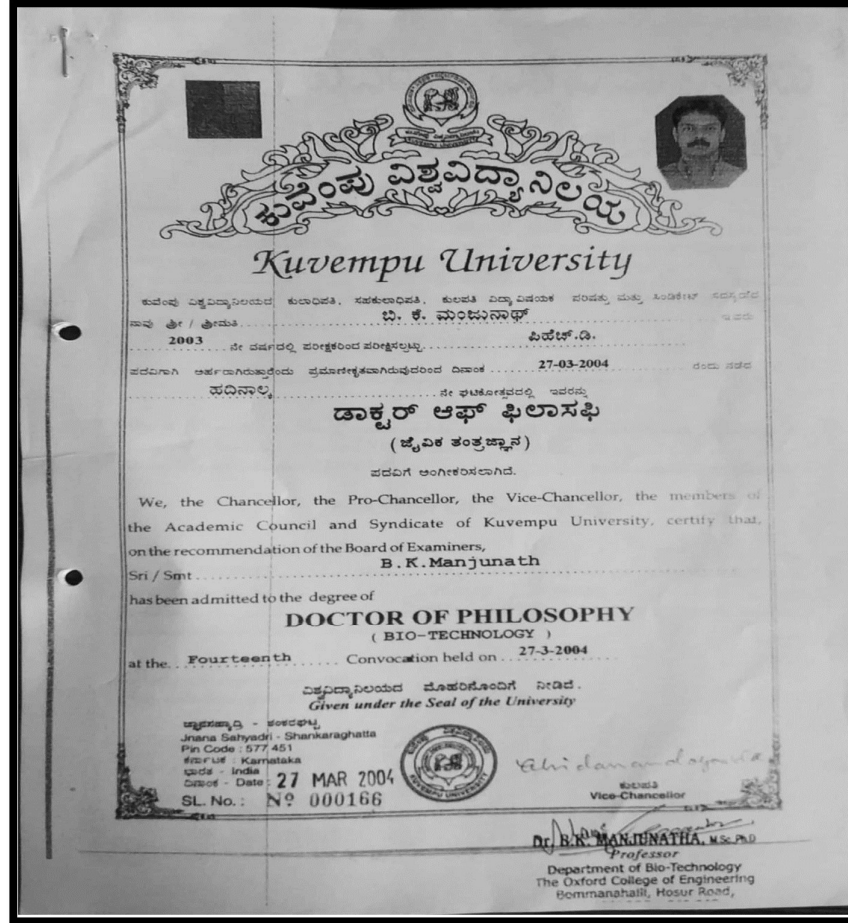 ಕುವೆಂಪು ವಿಶ್ವವಿದ್ಯಾನಿಲಯ
Kuvempu University
ಕುವೆಂಪು ವಿಶ್ವವಿದ್ಯಾನಿಲಯದ ಕುಲಾಧಿಪತಿ, ಸಹಕುಲಾಧಿಪತಿ, ಕುಲಪತಿ ವಿದ್ಯಾವಿಷಯಕ ಪರಿಷತ್ತು ಮತ್ತು ಸಿಂಡಿಕೇಟ್ ಸದಸ್ಯರಾದ
ನಾವು ಶ್ರೀ / ಶ್ರೀಮತಿ ಬಿ. ಕೆ. ಮಂಜುನಾಥ್ ಇವರು
2003 ನೇ ವರ್ಷದಲ್ಲಿ ಪರೀಕ್ಷಕರಿಂದ ಪರೀಕ್ಷಿಸಲ್ಪಟ್ಟು ಪಿಹೆಚ್.ಡಿ.
ಪದವಿಗಾಗಿ ಅರ್ಹರಾಗಿರುತ್ತಾರೆಂದು ಪ್ರಮಾಣೀಕೃತವಾಗಿರುವುದರಿಂದ ದಿನಾಂಕ 27-03-2004 ರಂದು ನಡೆದ
ಹದಿನಾಲ್ಕ ನೇ ಘಟಿಕೋತ್ಸವದಲ್ಲಿ ಇವರನ್ನು
ಡಾಕ್ಟರ್ ಆಫ್ ಫಿಲಾಸಫಿ
(ಜೈವಿಕ ತಂತ್ರಜ್ಞಾನ)
ಪದವಿಗೆ ಅಂಗೀಕರಿಸಲಾಗಿದೆ.
We, the Chancellor, the Pro-Chancellor, the Vice-Chancellor, the members of
the Academic Council and Syndicate of Kuvempu University, certify that,
on the recommendation of the Board of Examiners,
Sri / Smt B.K.Manjunath
has been admitted to the degree of
DOCTOR OF PHILOSOPHY
( BIO-TECHNOLOGY )
at the Fourteenth Convocation held on 27-3-2004
ವಿಶ್ವವಿದ್ಯಾನಿಲಯದ ಮೊಹರಿನೊಂದಿಗೆ ನೀಡಿದೆ.
Given under the Seal of the University
ಜ್ಞಾನಸಹ್ಯಾದ್ರಿ - ಶಂಕರಘಟ್ಟ
Jnana Sahyadri - Shankaraghatta
Pin Code : 577 451
ಕರ್ನಾಟಕ : Karnataka
ಭಾರತ - India
ದಿನಾಂಕ - Date : 27 MAR 2004
SL. No. : Nº 000166
ಕುಲಪತಿ
Vice-Chancellor
Dr. B.K. MANJUNATHA, M.Sc, Ph.D
Professor
Department of Bio-Technology
The Oxford College of Engineering
Bommanahalli, Hosur Road,